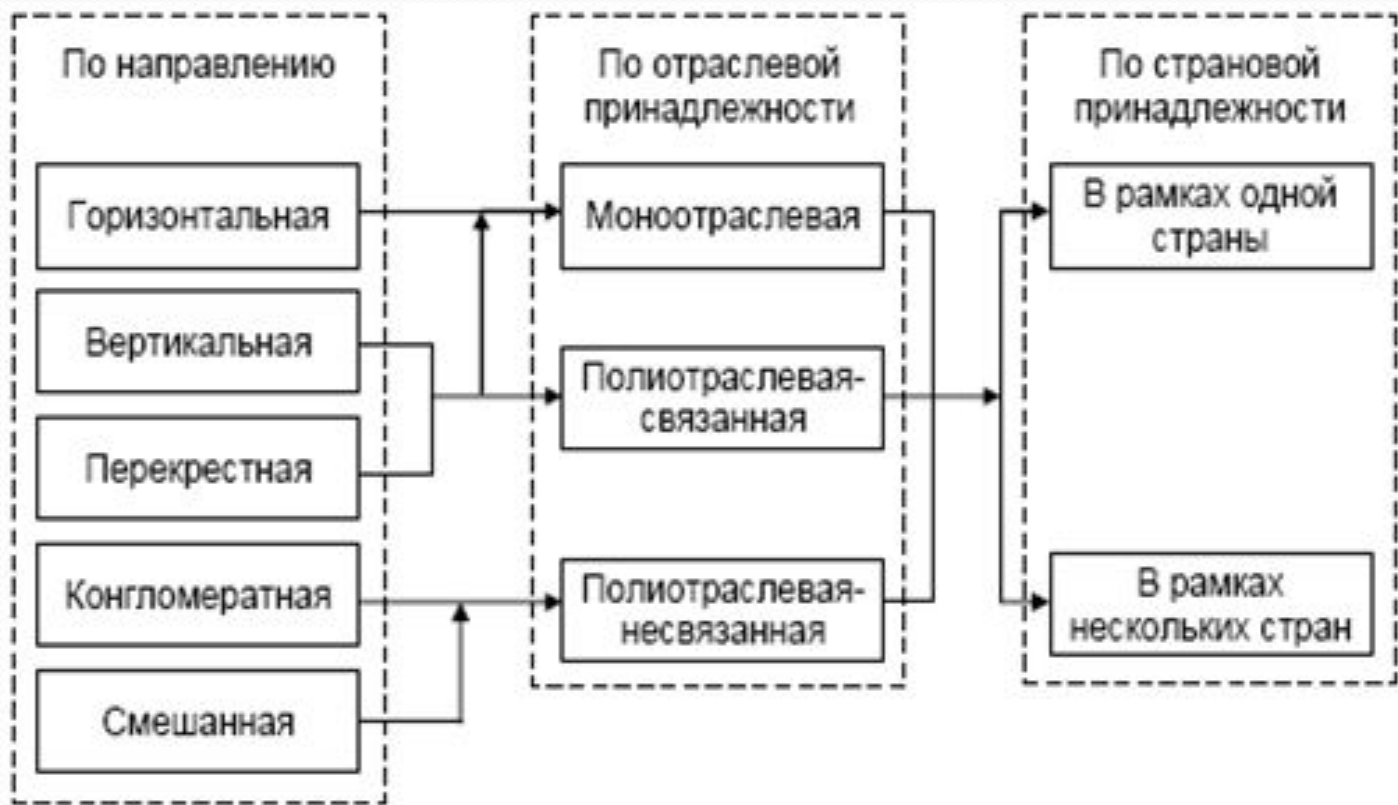 По направлению
Горизонтальная
Вертикальная
Перекрестная
Конгломератная
Смешанная
По отраслевой
принадлежности
Моноотраслевая
Полиотраслевая-
связанная
Полиотраслевая-
несвязанная
По страновой
принадлежности
В рамках одной
страны
В рамках
нескольких стран